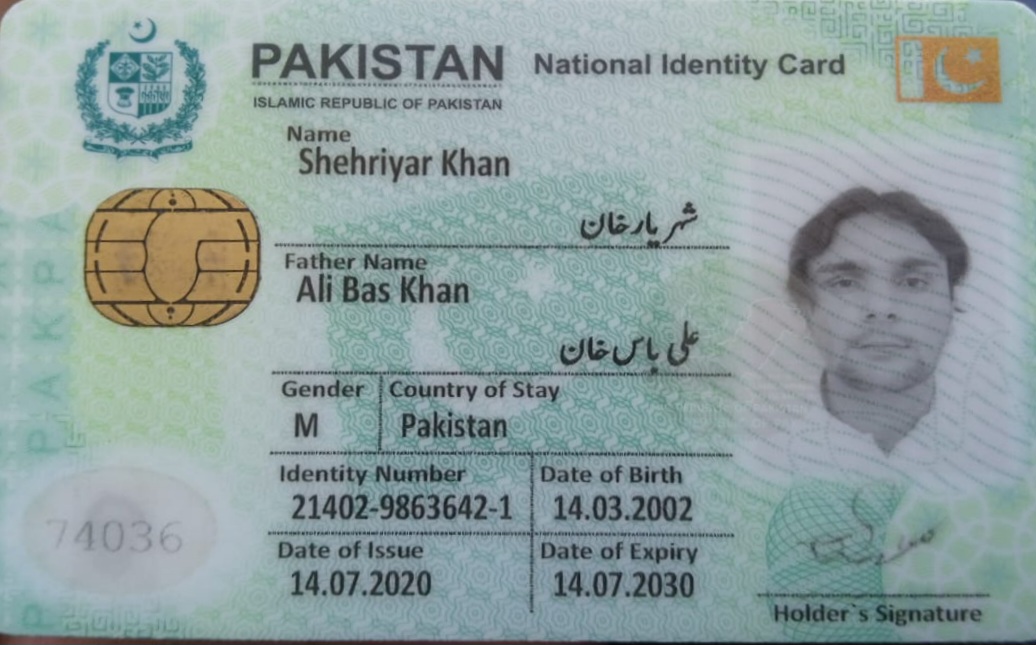 PAKISTAN National Identity Card
ISLAMIC REPUBLIC OF PAKISTAN
Name
Shehriyar Khan
شہریار خان
Father Name
Ali Bas Khan
علی باس خان
Gender Country of Stay
M Pakistan
Identity Number Date of Birth
21402-9863642-1 14.03.2002
Date of Issue Date of Expiry
14.07.2020 14.07.2030
74036
Holder`s Signature